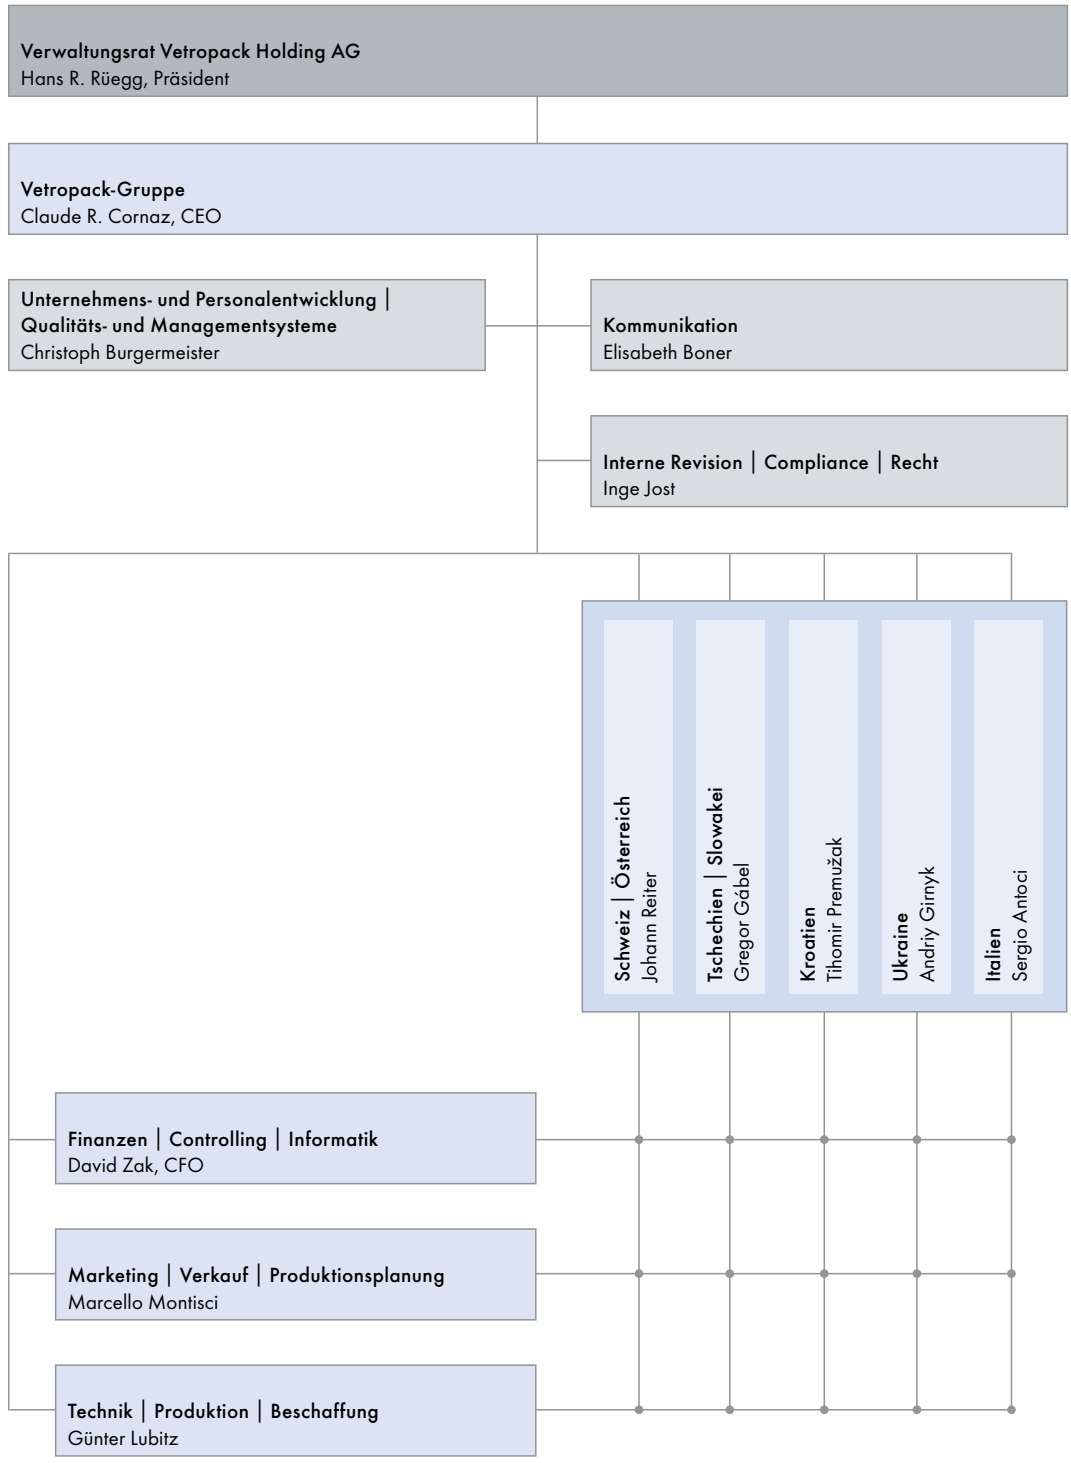 Verwaltungsrat Vetropack Holding AG
Hans R. Rüegg, Präsident
Vetropack-Gruppe
Claude R. Cornaz, CEO
Unternehmens- und Personalentwicklung |
Qualitäts- und Managementsysteme
Christoph Burgermeister
Kommunikation
Elisabeth Boner
Interne Revision | Compliance | Recht
Inge Jost
Schweiz | Österreich
Johann Reiter
Tschechien | Slowakei
Gregor Gábel
Kroatien
Tihomir Premužak
Ukraine
Andriy Girnyk
Italien
Sergio Antoci
Finanzen | Controlling | Informatik
David Zak, CFO
Marketing | Verkauf | Produktionsplanung
Marcello Montisci
Technik | Produktion | Beschaffung
Günter Lubitz